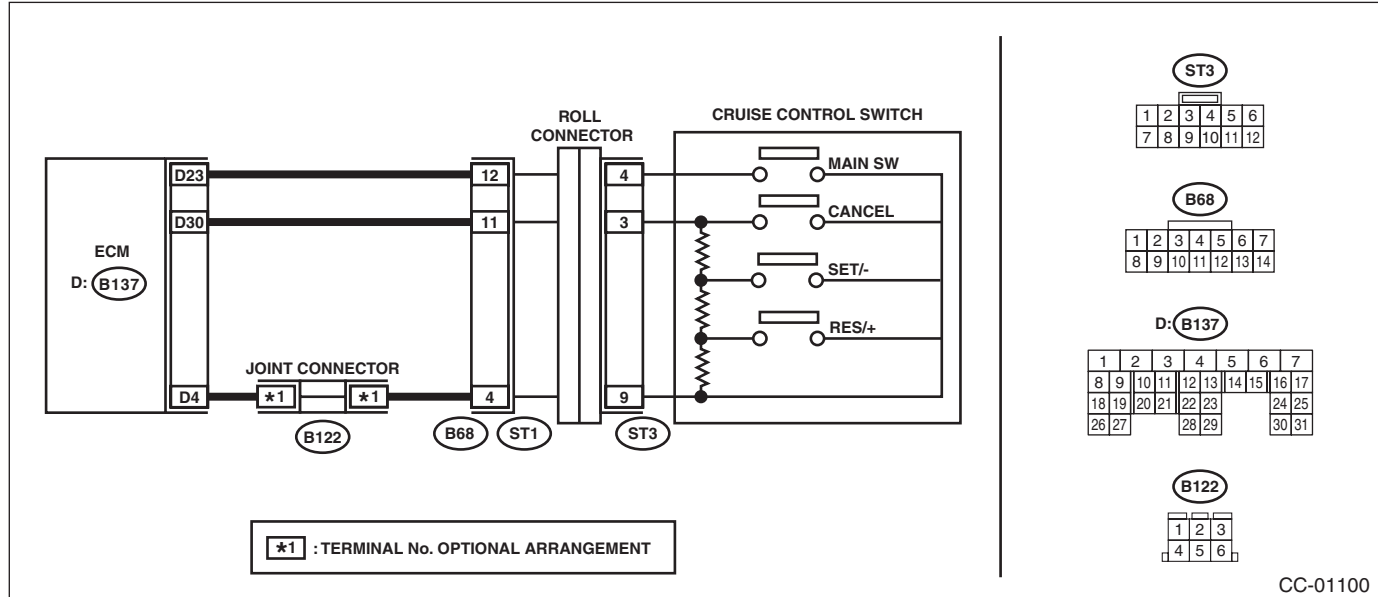 ROLL
CONNECTOR
CRUISE CONTROL SWITCH
D23
12
4
MAIN SW
D30
11
3
CANCEL
ECM
D: B137
SET/-
RES/+
JOINT CONNECTOR
D4
*1
*1
4
9
B122
B68
ST1
ST3
*1 : TERMINAL No. OPTIONAL ARRANGEMENT
ST3
1 2 3 4 5 6
7 8 9 10 11 12
B68
1 2 3 4 5 6 7
8 9 10 11 12 13 14
D: B137
1 2 3 4 5 6 7
8 9 10 11 12 13 14 15 16 17
18 19 20 21 22 23 24 25
26 27 28 29 30 31
B122
1 2 3
4 5 6
CC-01100